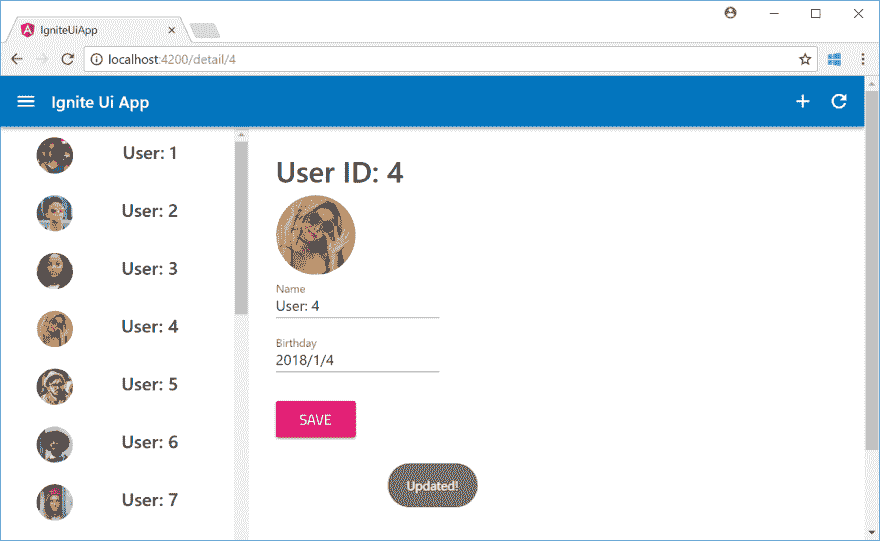 IgniteUiApp
localhost:4200/detail/4
Ignite Ui App
User: 1
User: 2
User: 3
User: 4
User: 5
User: 6
User: 7
User ID: 4
Name
User: 4
Birthday
2018/1/4
SAVE
Updated!